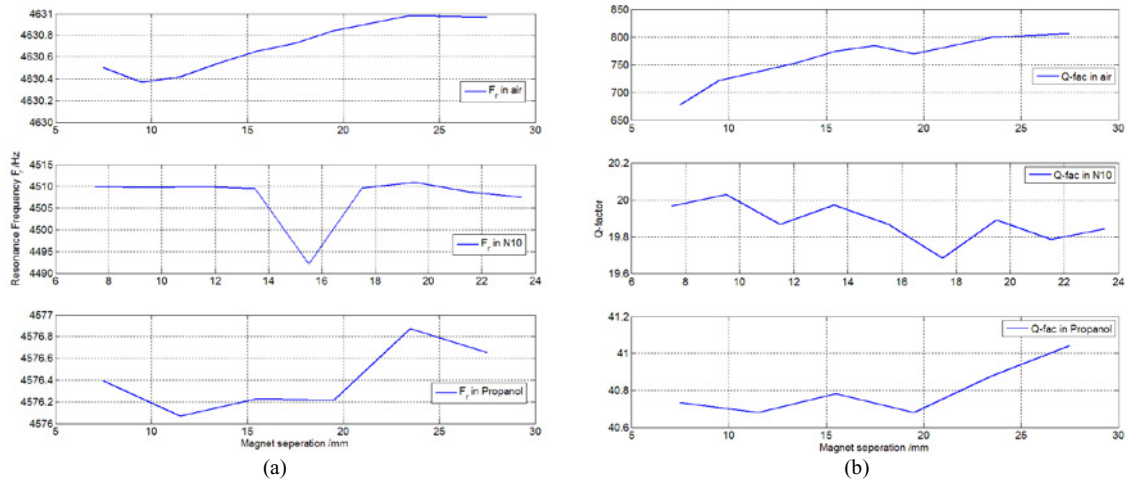 4631
4630.8
4630.6
4630.4
4630.2
4630
5 10 15 20 25 30
F_r in air
4515
4510
4505
4500
4495
4490
6 8 10 12 14 16 18 20 22 24
F_r in N10
Resonance Frequency F_r /Hz
4577
4576.8
4576.6
4576.4
4576.2
4576
5 10 15 20 25 30
F_r in Propanol
Magnet seperation /mm
(a)
850
800
750
700
650
5 10 15 20 25 30
Q-fac in air
20.2
20
19.8
19.6
6 8 10 12 14 16 18 20 22 24
Q-fac in N10
Q-factor
41.2
41
40.8
40.6
5 10 15 20 25 30
Q-fac in Propanol
Magnet seperation /mm
(b)